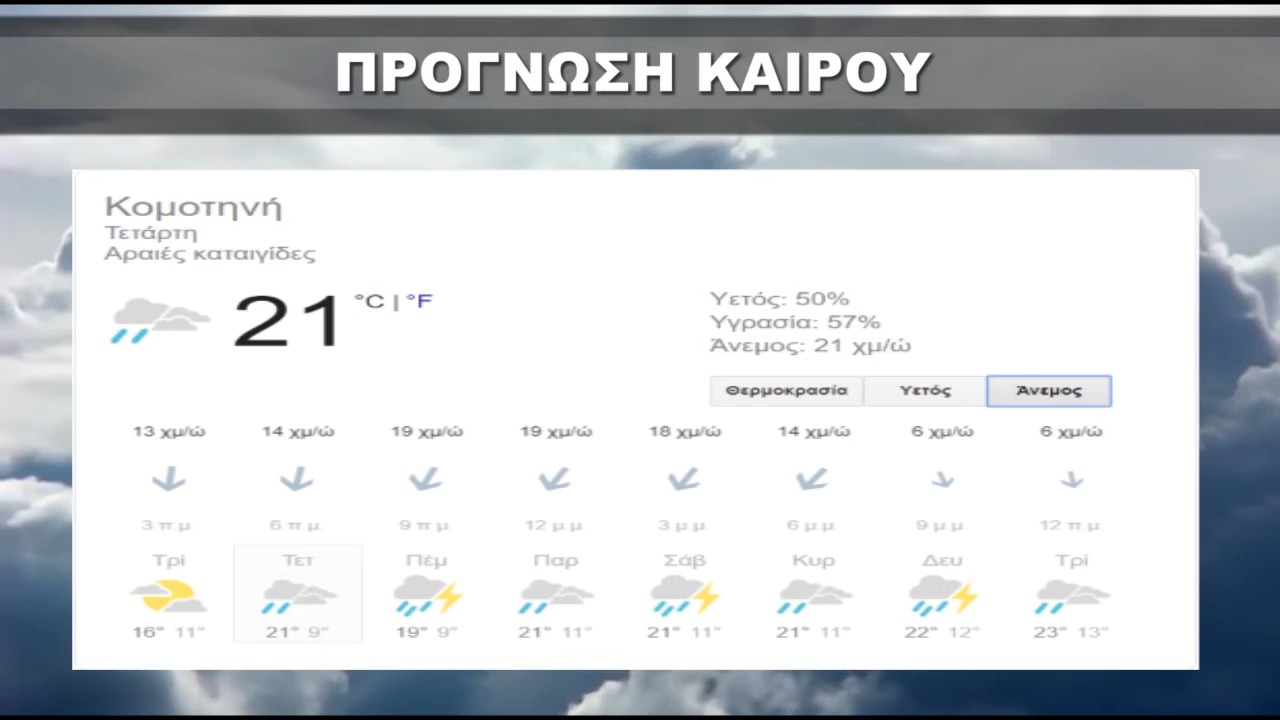 ΠΡΟΓΝΩΣΗ ΚΑΙΡΟΥ
Κομοτηνή
Τετάρτη
Αραιές καταιγίδες
21 °C | °F
Υετός: 50%
Υγρασία: 57%
Άνεμος: 21 χμ/ώ
Θερμοκρασία Υετός Άνεμος
13 χμ/ώ 14 χμ/ώ 19 χμ/ώ 19 χμ/ώ 18 χμ/ώ 14 χμ/ώ 6 χμ/ώ 6 χμ/ώ
3 π.μ. 6 π.μ. 9 π.μ. 12 μ.μ. 3 μ.μ. 6 μ.μ. 9 μ.μ. 12 π.μ.
Τρί Τετ Πέμ Παρ Σάβ Κυρ Δευ Τρί
16° 11° 21° 9° 19° 9° 21° 11° 21° 11° 21° 11° 22° 12° 23° 13°